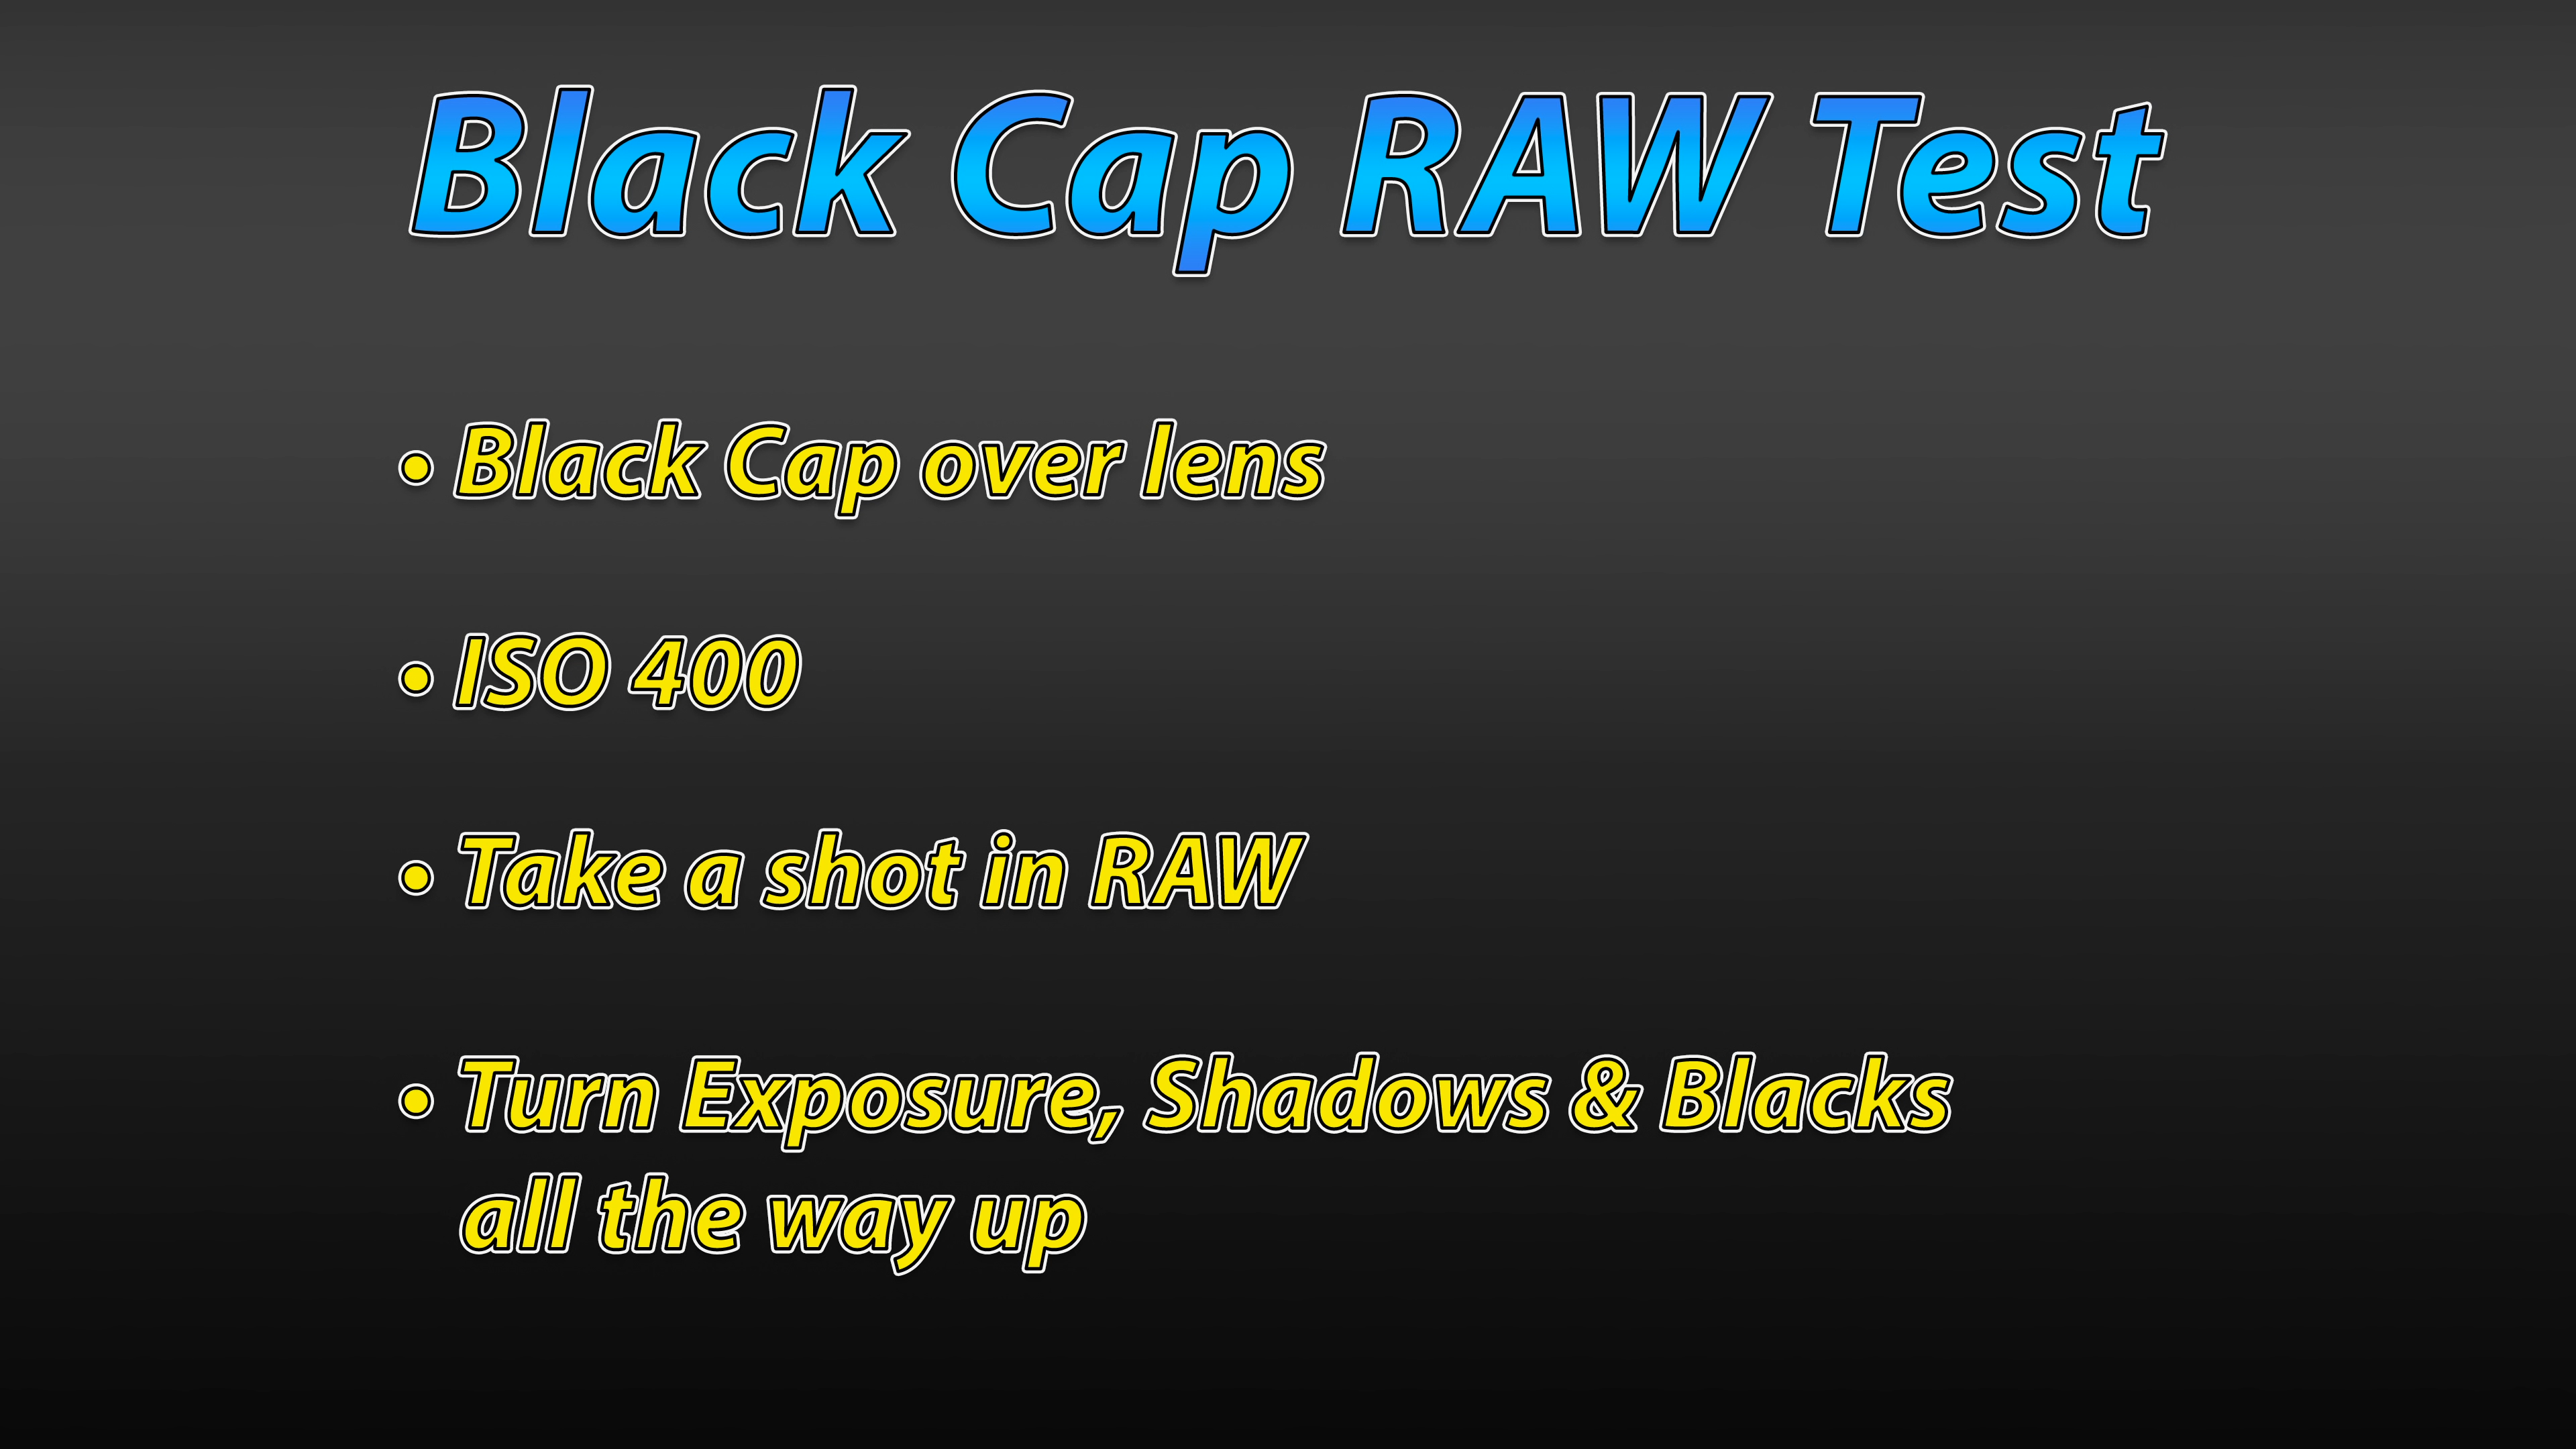 Black Cap RAW Test
• Black Cap over lens
• ISO 400
• Take a shot in RAW
• Turn Exposure, Shadows & Blacks
all the way up